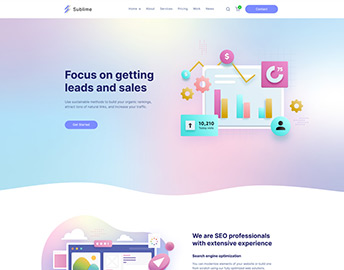 Sublime
Home About Services Pricing Work News
Contact
Focus on getting
leads and sales
Use sustainable methods to build your organic rankings,
attract tons of natural links, and increase your traffic.
Get Started
$
75
10,210
We are SEO professionals
with extensive experience
Search engine optimization
You can modernize elements of your website or build one
from scratch using our fully optimized web solutions.